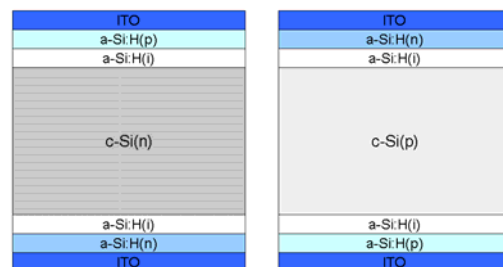 ITO
a-Si:H(p)
a-Si:H(i)
c-Si(n)
a-Si:H(i)
a-Si:H(n)
ITO
ITO
a-Si:H(n)
a-Si:H(i)
c-Si(p)
a-Si:H(i)
a-Si:H(p)
ITO